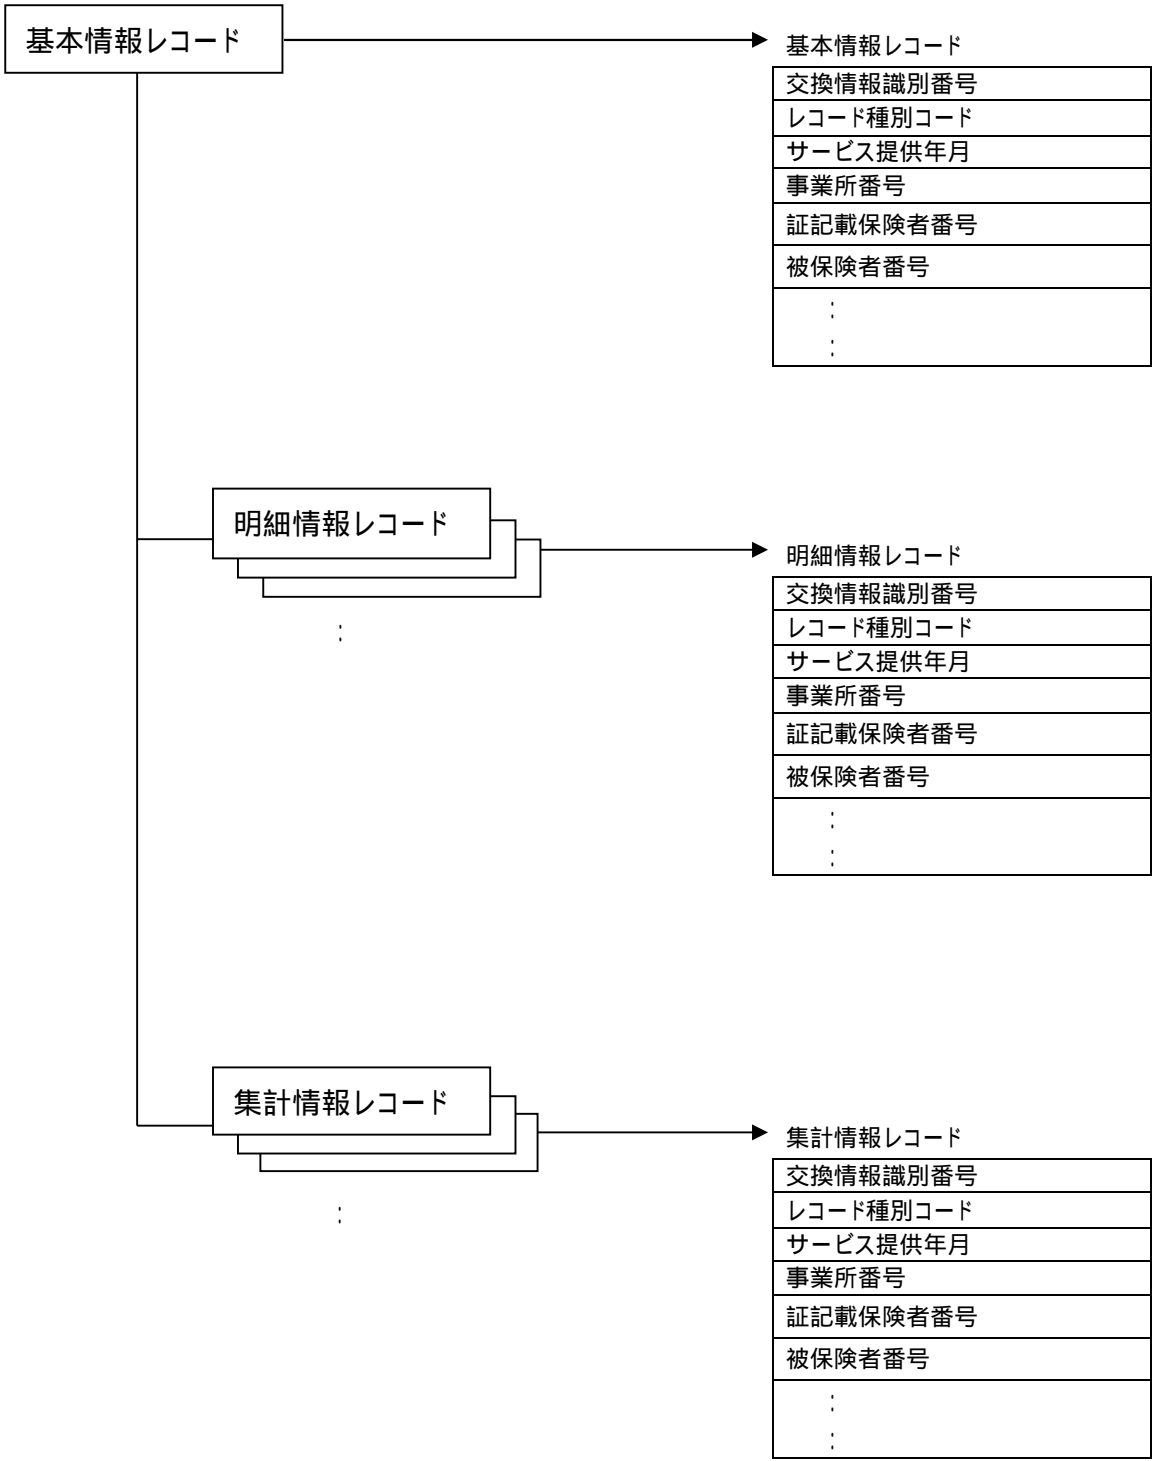 基本情報レコード
基本情報レコード
交換情報識別番号
レコード種別コード
サービス提供年月
事業所番号
証記載保険者番号
被保険者番号
:
:
明細情報レコード
:
明細情報レコード
交換情報識別番号
レコード種別コード
サービス提供年月
事業所番号
証記載保険者番号
被保険者番号
:
:
集計情報レコード
:
集計情報レコード
交換情報識別番号
レコード種別コード
サービス提供年月
事業所番号
証記載保険者番号
被保険者番号
:
: